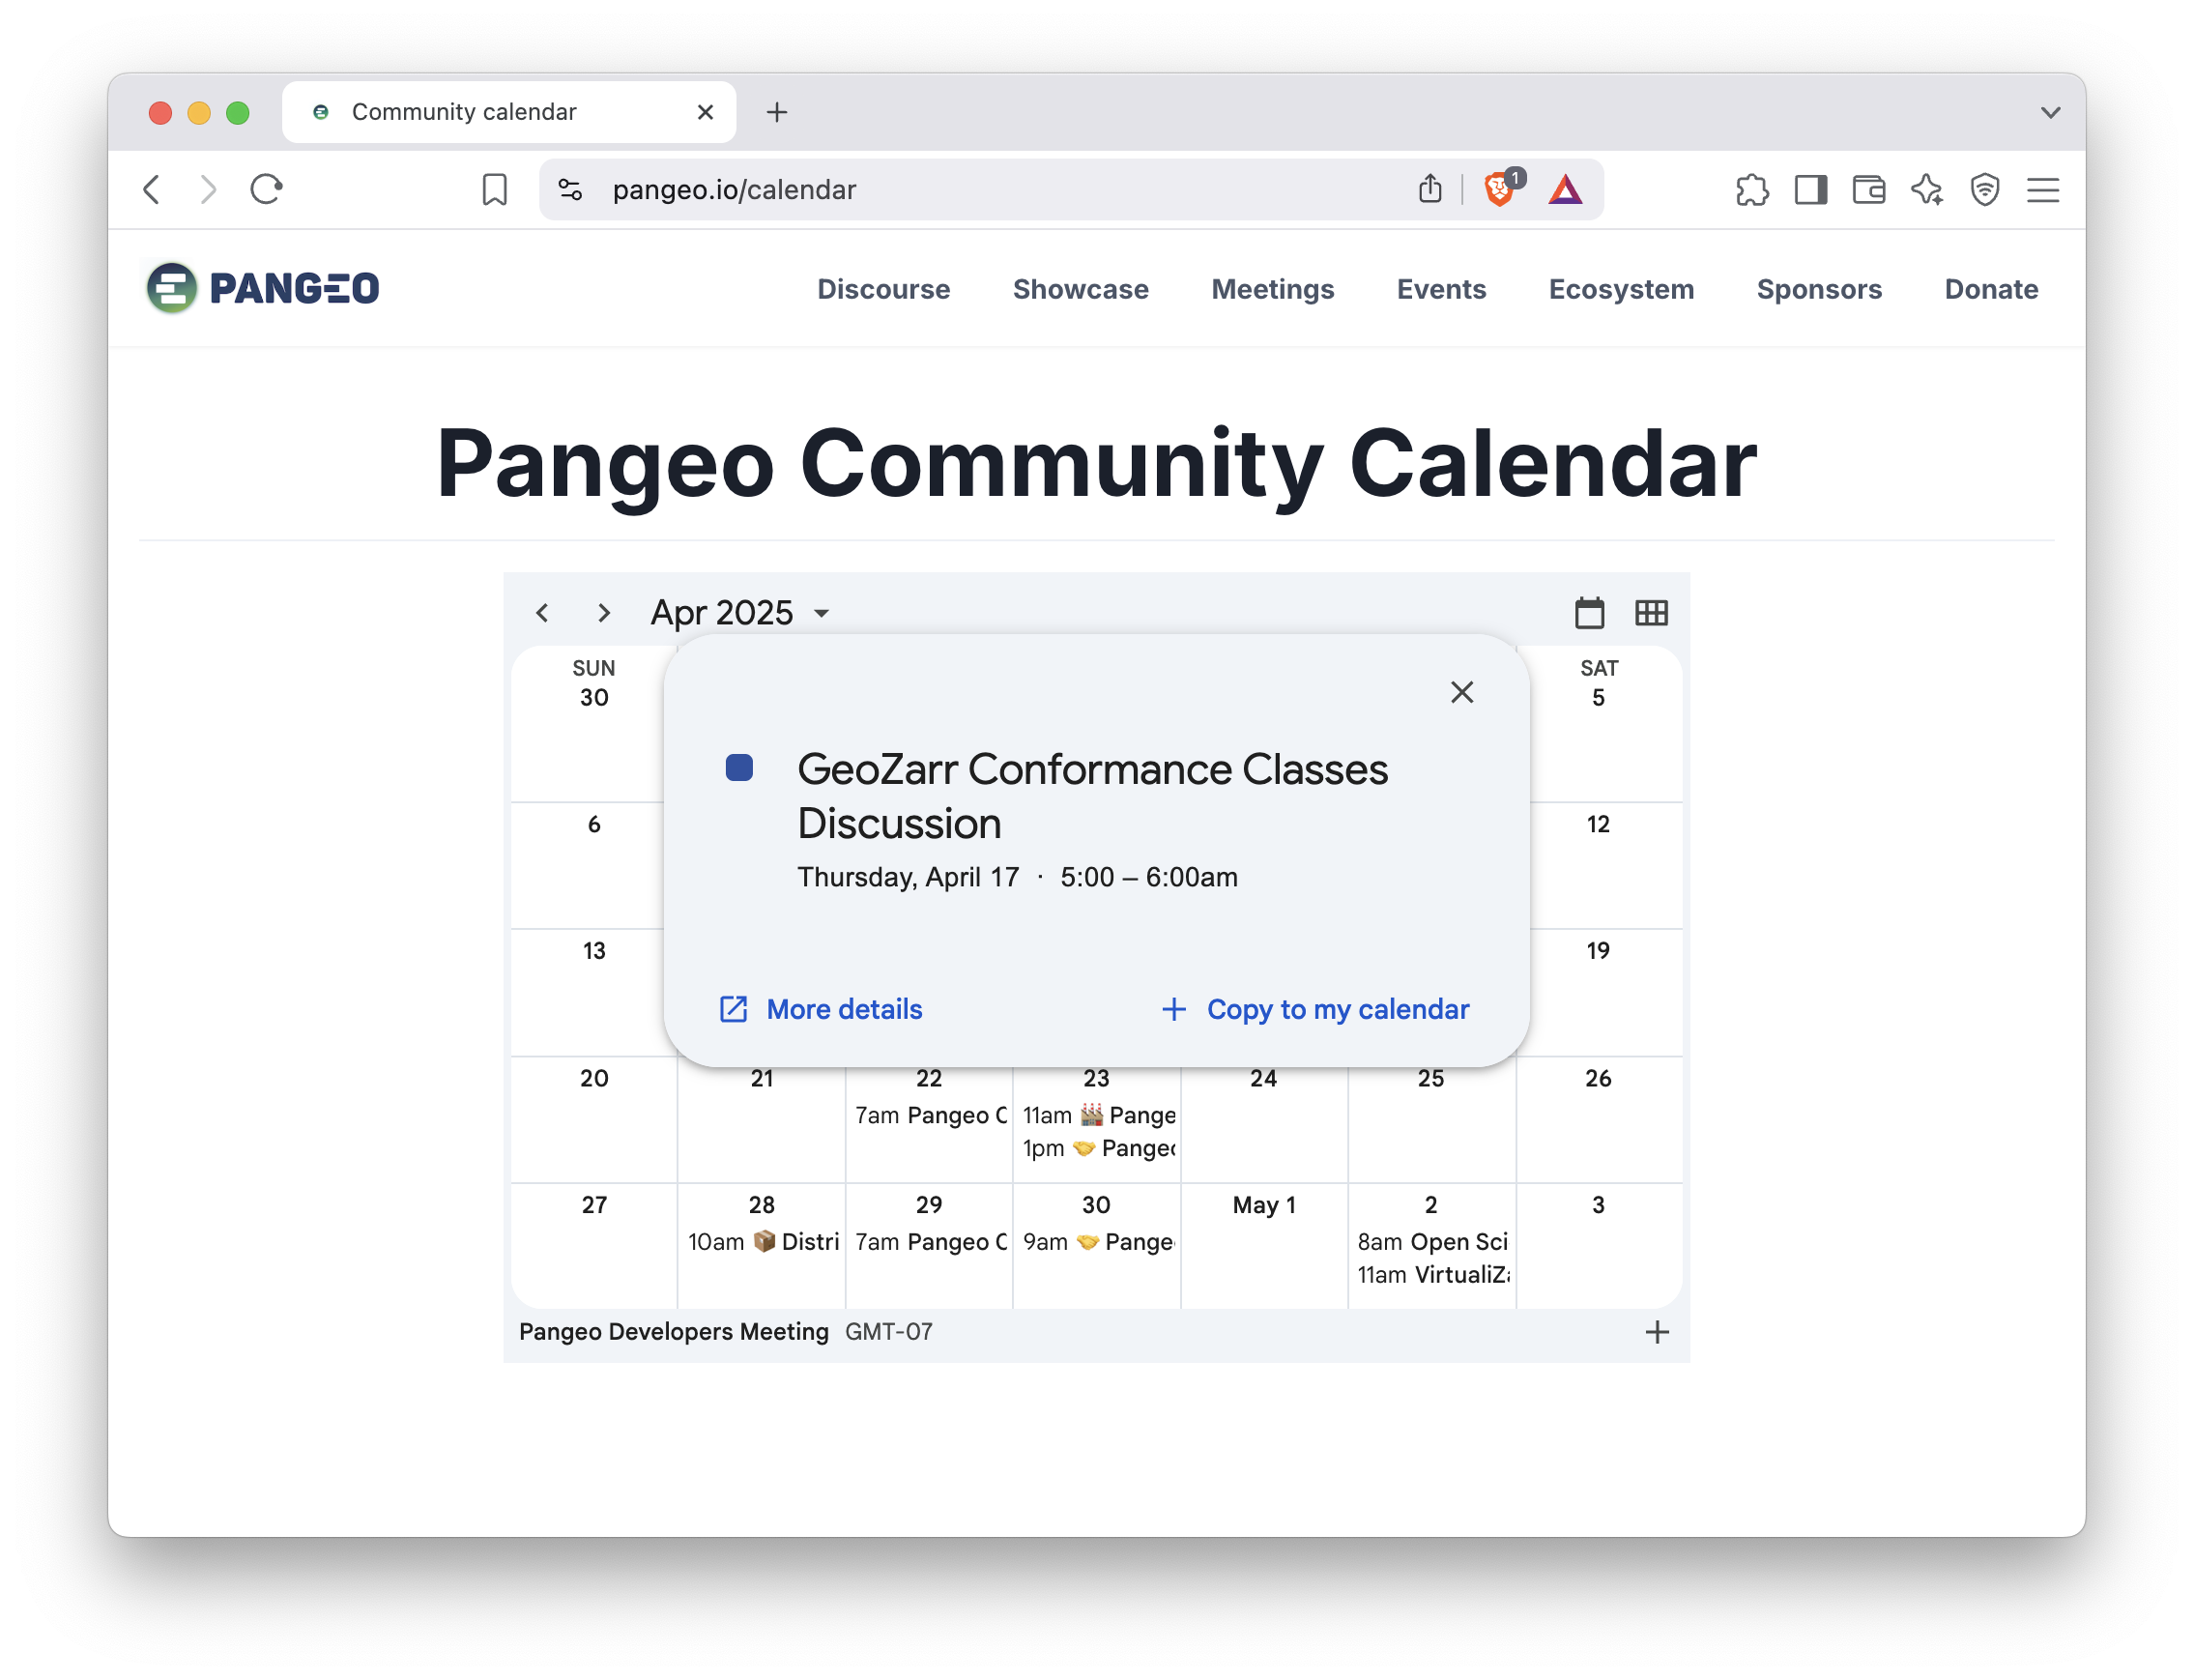 Community calendar
pangeo.io/calendar
1
PANGEO
Discourse Showcase Meetings Events Ecosystem Sponsors Donate
Pangeo Community Calendar
Apr 2025
SUN SAT
30 5
GeoZarr Conformance Classes
Discussion
Thursday, April 17 · 5:00 – 6:00am
6 12
13 19
More details Copy to my calendar
20 21 22 23 24 25 26
7am Pangeo C 11am Pange
1pm Pangeo
27 28 29 30 May 1 2 3
10am Distri 7am Pangeo C 9am Pange 8am Open Sci
11am VirtualiZa
Pangeo Developers Meeting GMT-07